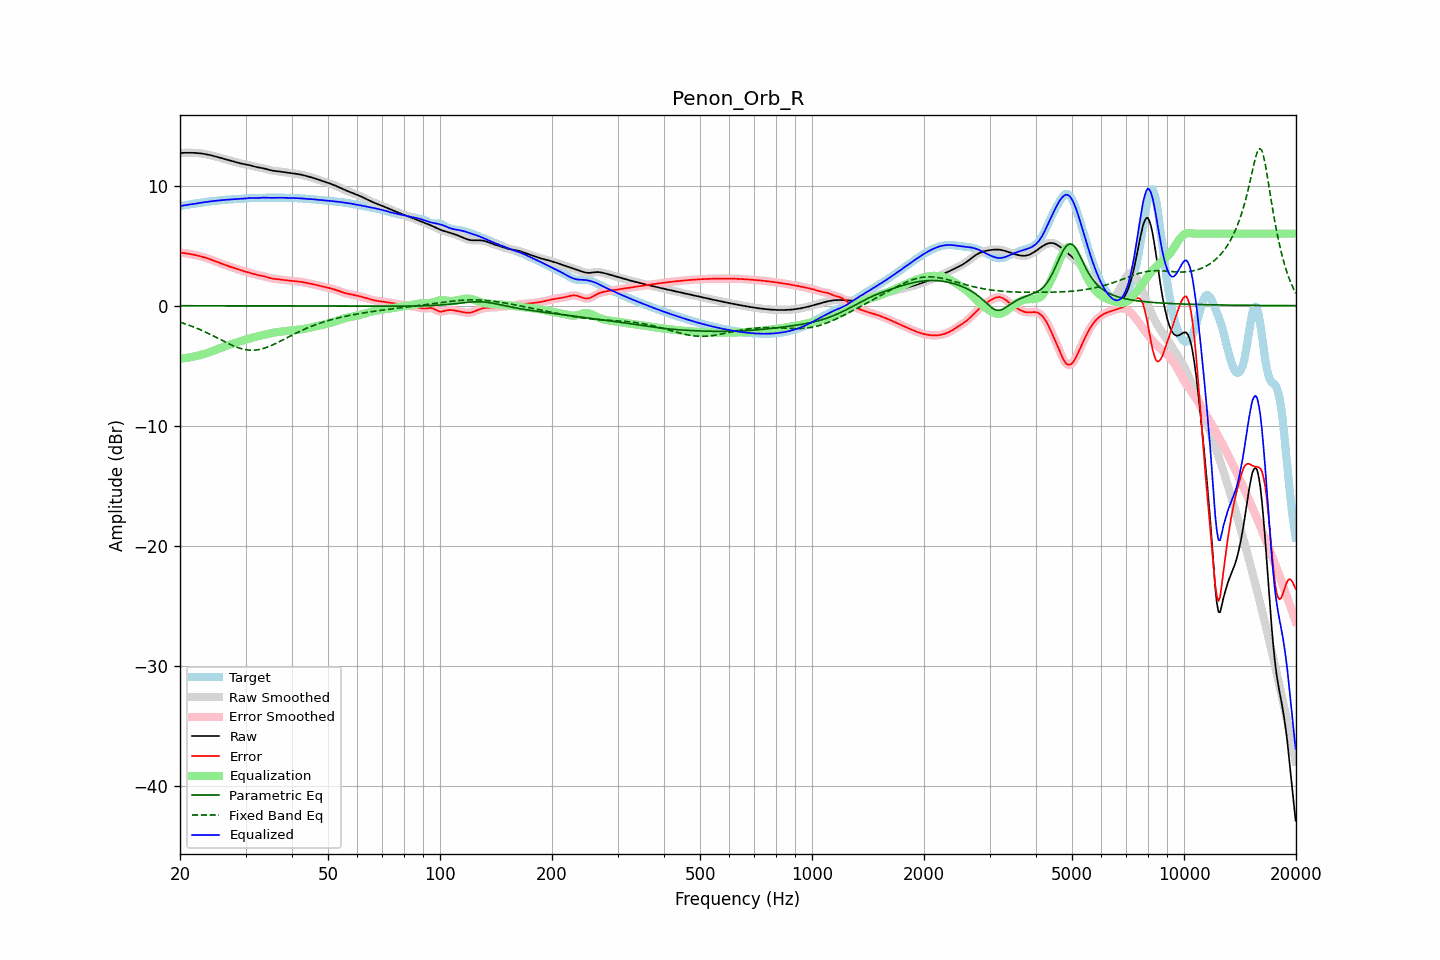 Penon_Orb_R
Amplitude (dBr)
10
0
−10
−20
−30
−40
Target
Raw Smoothed
Error Smoothed
Raw
Error
Equalization
Parametric Eq
Fixed Band Eq
Equalized
20 50 100 200 500 1000 2000 5000 10000 20000
Frequency (Hz)